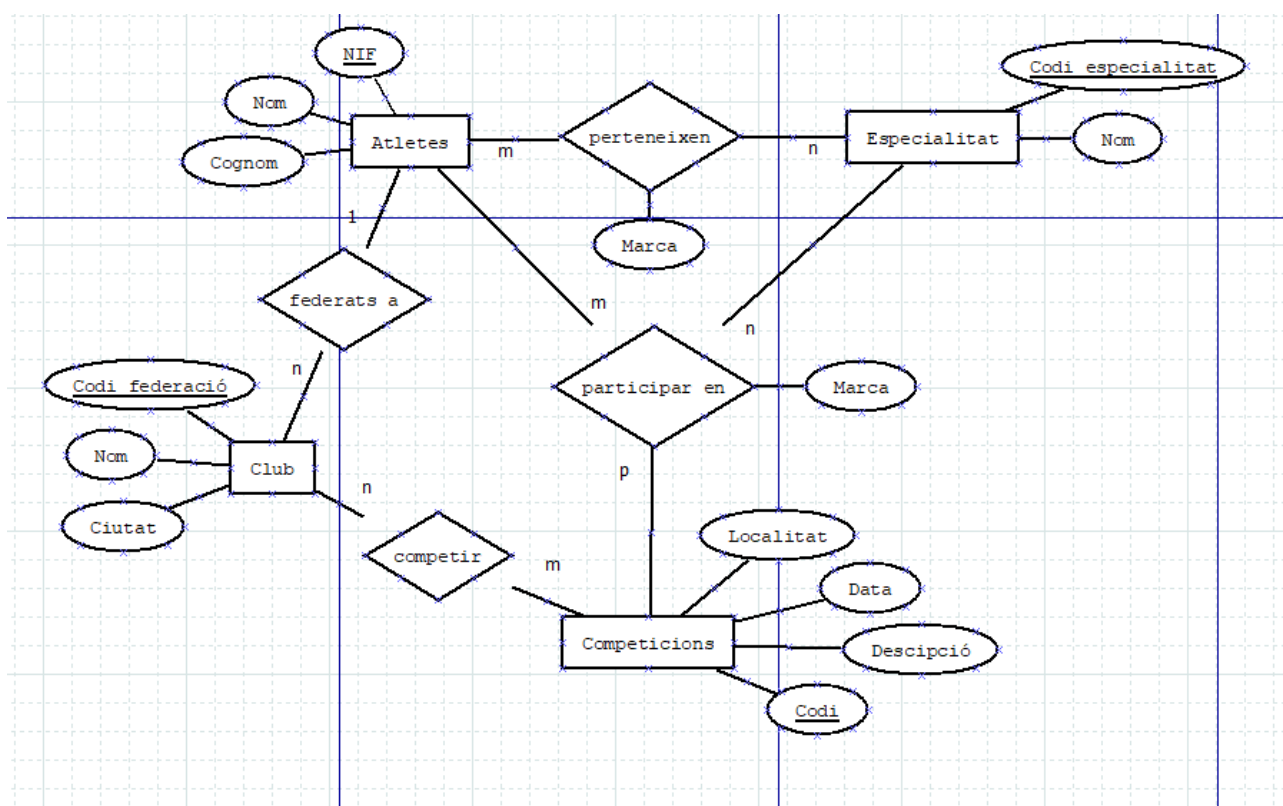 NIF
Codi especialitat
Nom
Atletes
perteneixen
Especialitat
Nom
Cognom
m
n
1
Marca
federats a
m
n
n
Codi federació
participar en
Marca
Nom
Club
p
n
Ciutat
Localitat
competir
m
Data
Competicions
Descipció
Codi